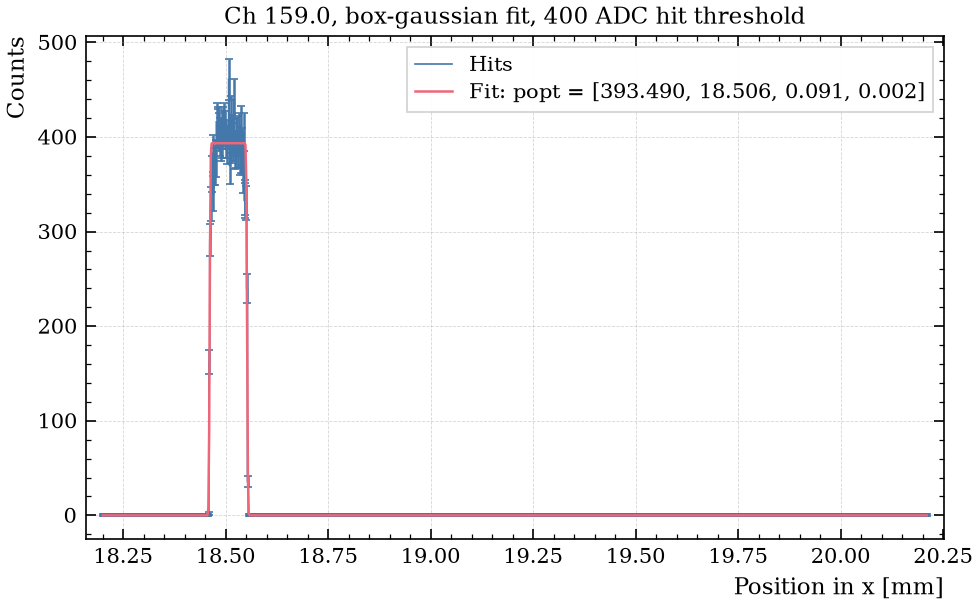 Ch 159.0, box-gaussian fit, 400 ADC hit threshold
Counts
500
400
300
200
100
0
Hits
Fit: popt = [393.490, 18.506, 0.091, 0.002]
18.25 18.50 18.75 19.00 19.25 19.50 19.75 20.00 20.25
Position in x [mm]